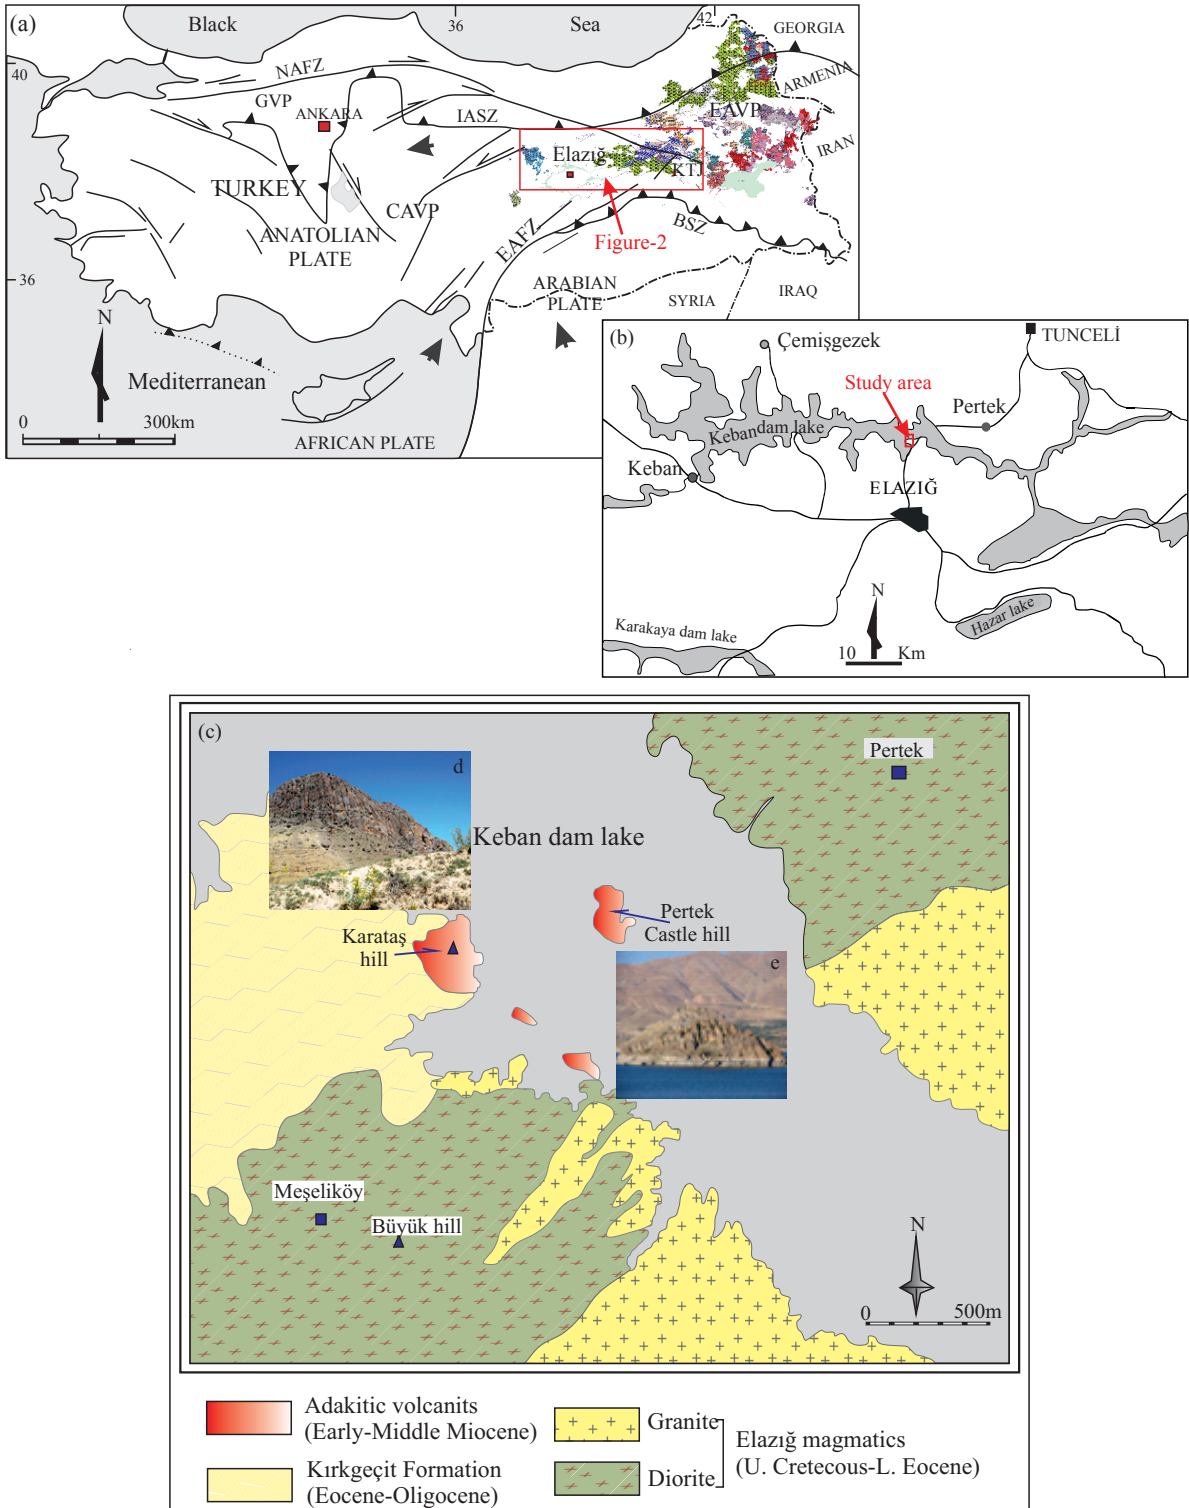 (a)
Black
Sea
36
42
40
36
GEORGIA
ARMENIA
IRAN
NAFZ
GVP
ANKARA
IASZ
EAVP
Elazığ
KTJ
TURKEY
CAVP
ANATOLIAN
PLATE
EAFZ
BSZ
Figure-2
ARABIAN
PLATE
SYRIA
IRAQ
N
Mediterranean
0
300km
AFRICAN PLATE
(b)
Çemişgezek
TUNCELİ
Study area
Pertek
Keban dam lake
Keban
ELAZIĞ
N
Hazar lake
Karakaya dam lake
10 Km
(c)
d
Pertek
Keban dam lake
Karataş
hill
Pertek
Castle hill
e
Meşeliköy
Büyük hill
N
0
500m
Adakitic volcanits
(Early-Middle Miocene)
Kırkgeçit Formation
(Eocene-Oligocene)
Granite
Diorite
Elazığ magmatics
(U. Cretecous-L. Eocene)